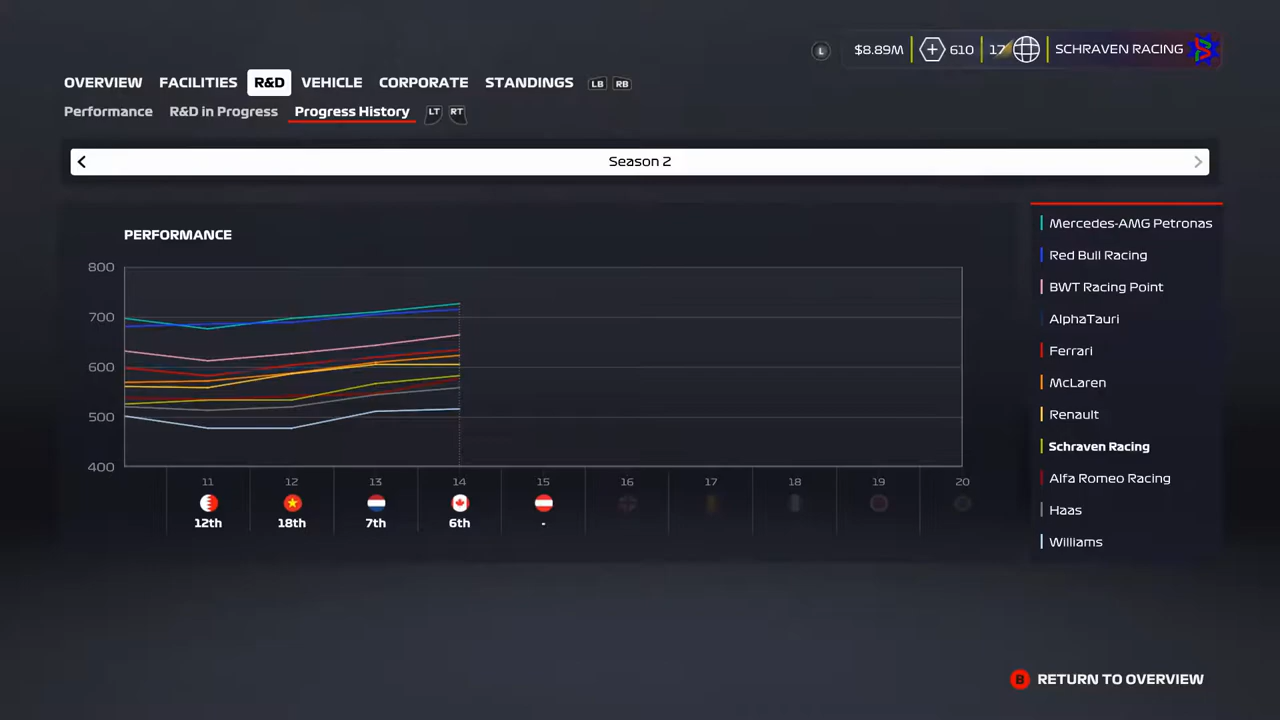 L $8.89M 610 17 SCHRAVEN RACING
OVERVIEW FACILITIES R&D VEHICLE CORPORATE STANDINGS LB RB
Performance R&D in Progress Progress History LT RT
Season 2
PERFORMANCE
800
700
600
500
400
11 12 13 14 15 16 17 18 19 20
12th 18th 7th 6th -
Mercedes-AMG Petronas
Red Bull Racing
BWT Racing Point
AlphaTauri
Ferrari
McLaren
Renault
Schraven Racing
Alfa Romeo Racing
Haas
Williams
B RETURN TO OVERVIEW